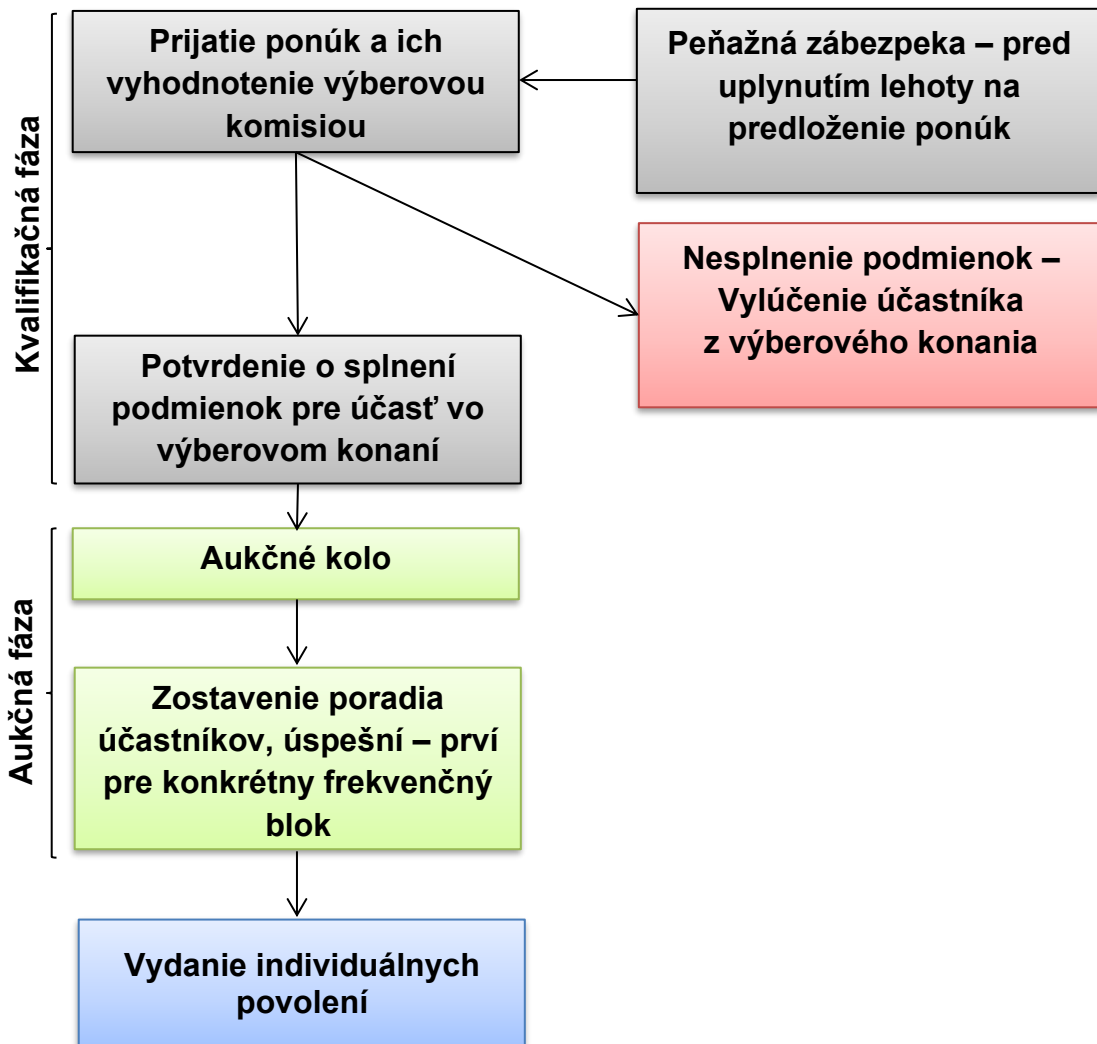 Kvalifikačná fáza
Prijatie ponúk a ich
vyhodnotenie výberovou
komisiou
Peňažná zábezpeka – pred
uplynutím lehoty na
predloženie ponúk
Nesplnenie podmienok –
Vylúčenie účastníka
z výberového konania
Potvrdenie o splnení
podmienok pre účasť vo
výberovom konaní
Aukčná fáza
Aukčné kolo
Zostavenie poradia
účastníkov, úspešní – prví
pre konkrétny frekvenčný
blok
Vydanie individuálnych
povolení